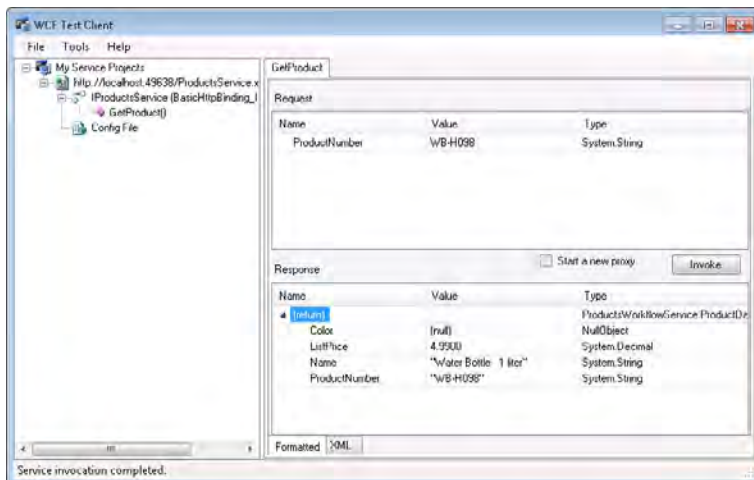 WCF Test Client
File Tools Help
My Service Projects
http://localhost:49638/ProductsService.x
IProductsService (BasicHttpBinding_I
GetProduct()
Config File
GetProduct
Request
Name Value Type
ProductNumber WB-H098 System.String
Response
Start a new proxy
Invoke
Name Value Type
(return) ProductsWorkflowService.ProductDa
Color (null) NullObject
ListPrice 4.9900 System.Decimal
Name "Water Bottle - 1 liter" System.String
ProductNumber "WB-H098" System.String
Formatted XML
Service invocation completed.